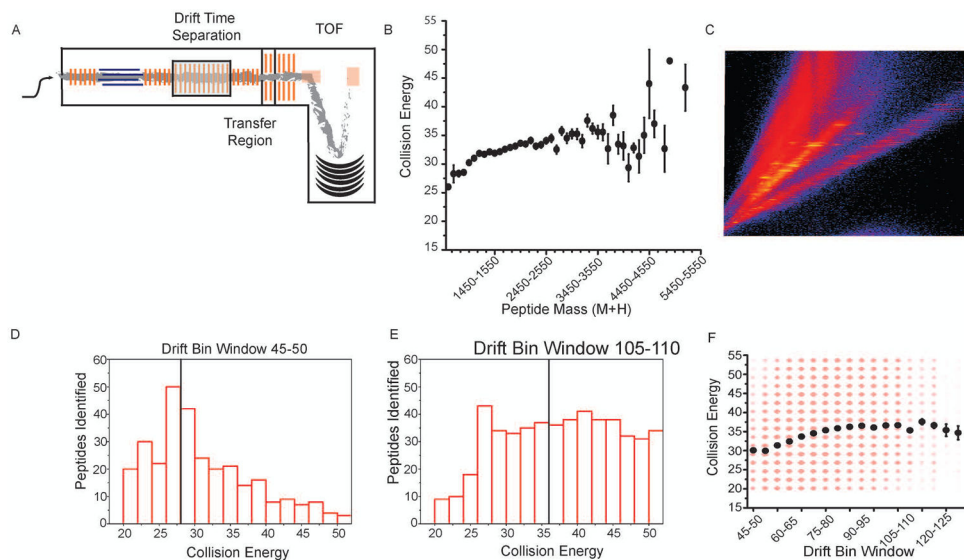 A
Drift Time
Separation
TOF
Transfer
Region
B
Collision Energy
55
50
45
40
35
30
25
20
15
1450-1550
2450-2550
3450-3550
4450-4550
5450-5550
Peptide Mass (M+H)
C
D
Drift Bin Window 45-50
Peptides Identified
60
50
40
30
20
10
0
20 25 30 35 40 45 50
Collision Energy
E
Drift Bin Window 105-110
Peptides Identified
60
50
40
30
20
10
0
20 25 30 35 40 45 50
Collision Energy
F
Collision Energy
55
50
45
40
35
30
25
20
15
45-50
60-65
75-80
90-95
105-110
120-125
Drift Bin Window